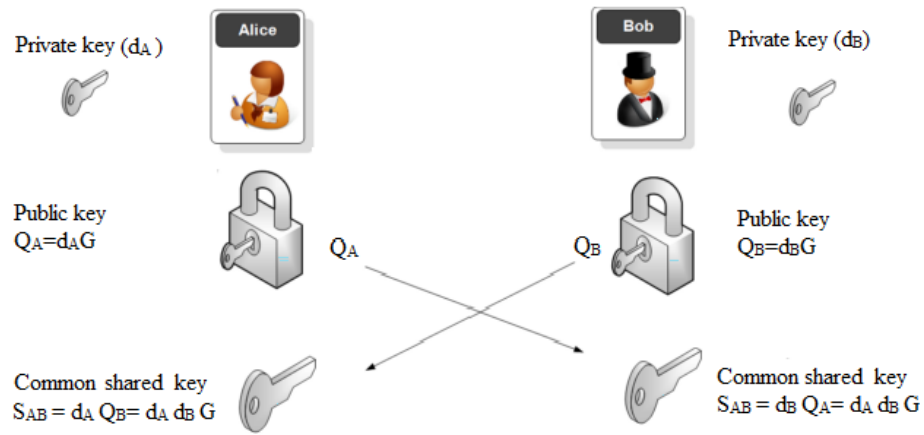 Alice
Bob
Private key (dA )
Private key (dB)
Public key
QA=dAG
QA
QB
Public key
QB=dBG
Common shared key
SAB = dA QB= dA dB G
Common shared key
SAB = dB QA= dA dB G